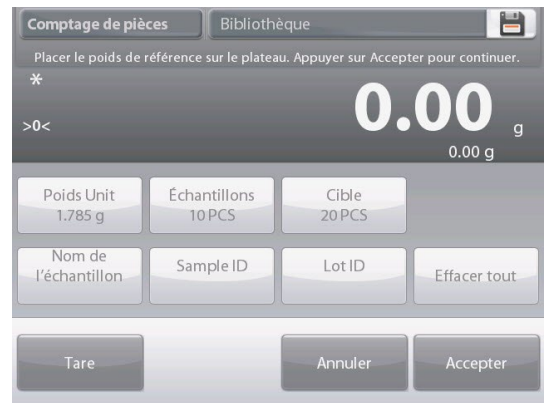 Comptage de pièces
Bibliothèque
Placer le poids de référence sur le plateau. Appuyer sur Accepter pour continuer.
*
>0<
0.00 g
0.00 g
Poids Unit
1.785 g
Échantillons
10 PCS
Cible
20 PCS
Nom de
l'échantillon
Sample ID
Lot ID
Effacer tout
Tare
Annuler
Accepter